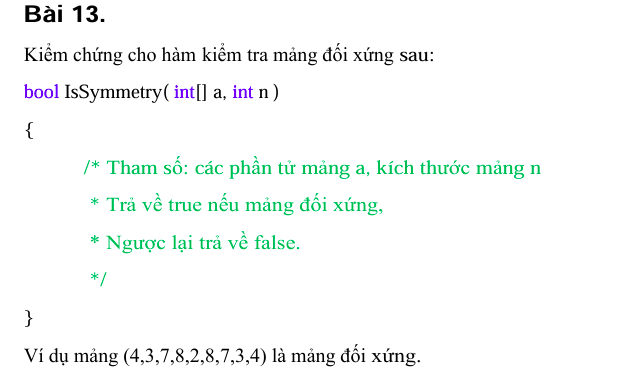 Bài 13.
Kiểm chứng cho hàm kiểm tra mảng đối xứng sau:
bool IsSymmetry( int[] a, int n )
{
/* Tham số: các phần tử mảng a, kích thước mảng n
* Trả về true nếu mảng đối xứng,
* Ngược lại trả về false.
*/
}
Ví dụ mảng (4,3,7,8,2,8,7,3,4) là mảng đối xứng.